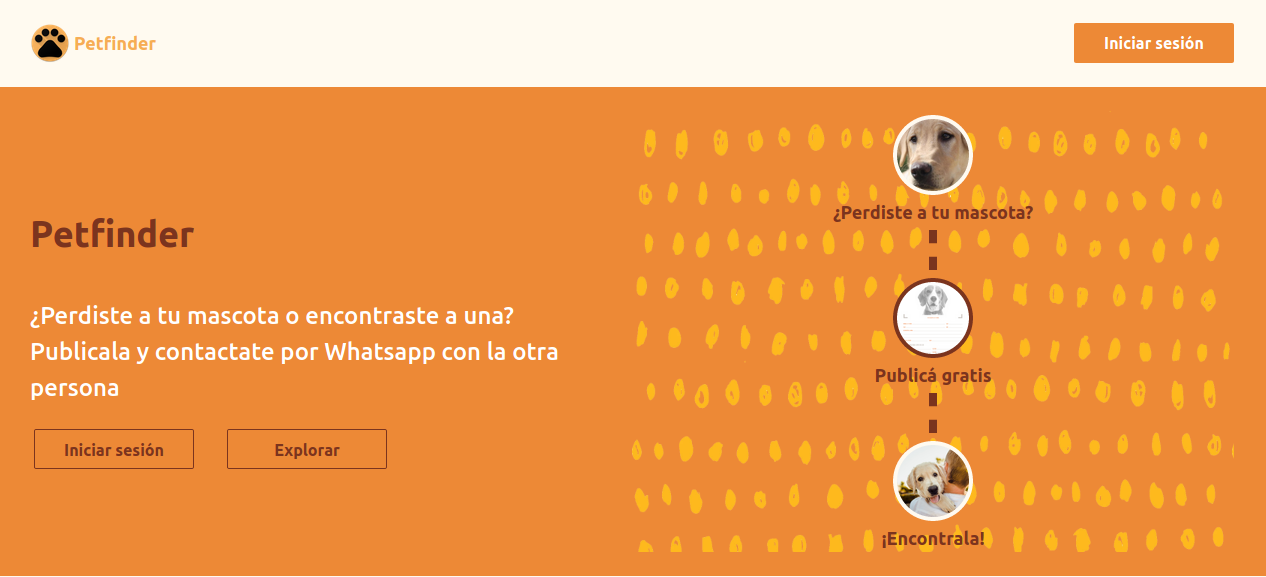 Petfinder
Iniciar sesión
Petfinder
¿Perdiste a tu mascota o encontraste a una?
Publicala y contactate por Whatsapp con la otra
persona
Iniciar sesión
Explorar
¿Perdiste a tu mascota?
Publicá gratis
¡Encontrala!